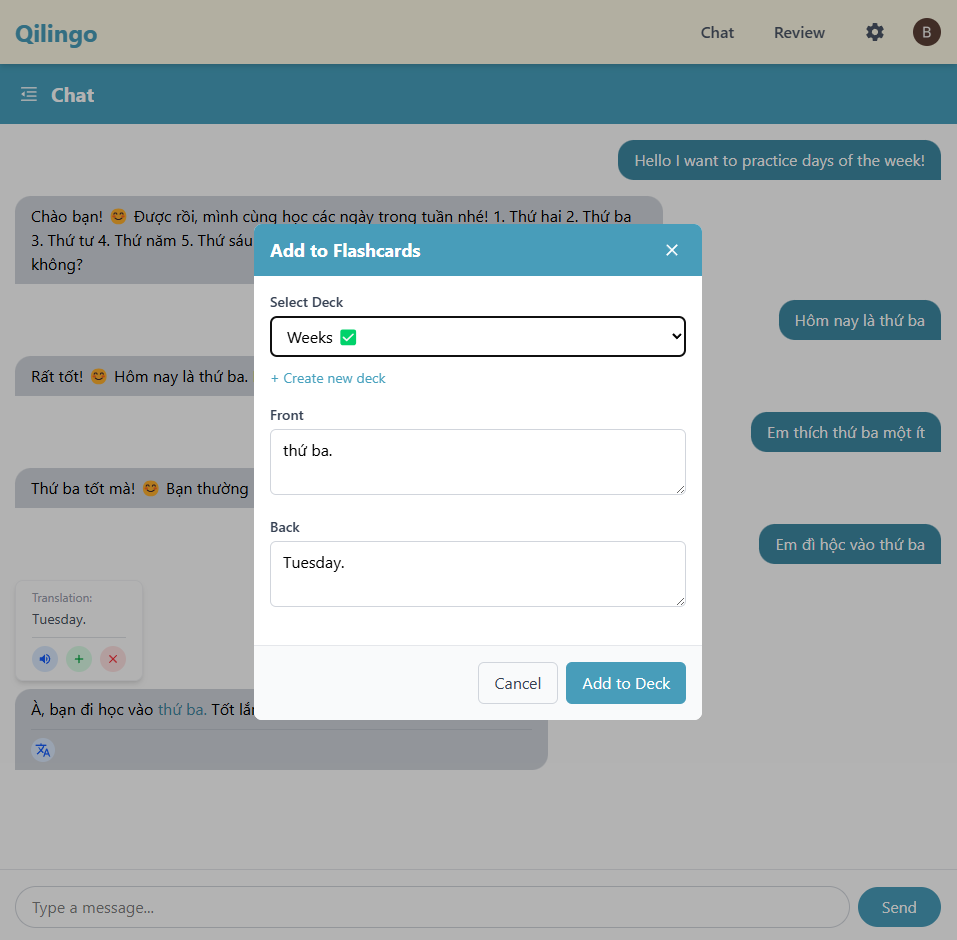 Qilingo
Chat
Review
B
Chat
Hello I want to practice days of the week!
Chào bạn! 😊 Được rồi, mình cùng học các ngày trong tuần nhé! 1. Thứ hai 2. Thứ ba
3. Thứ tư 4. Thứ năm 5. Thứ sáu
không?
Hôm nay là thứ ba
Rất tốt! 😊 Hôm nay là thứ ba.
Em thích thứ ba một ít
Thứ ba tốt mà! 😊 Bạn thường
Em đì hộc vào thứ ba
Translation:
Tuesday.
À, bạn đi học vào thứ ba. Tốt lắ
Add to Flashcards
Select Deck
Weeks ✅
+ Create new deck
Front
thứ ba.
Back
Tuesday.
Cancel
Add to Deck
Type a message...
Send